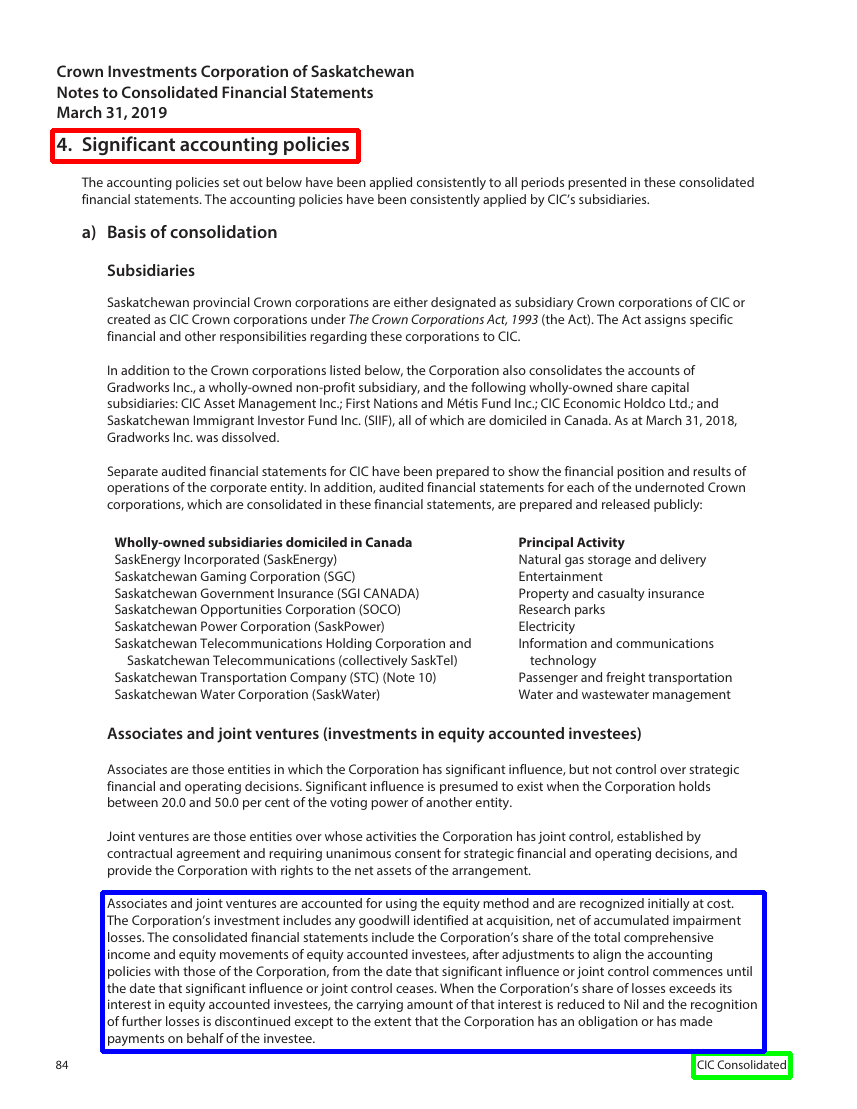 Crown Investments Corporation of Saskatchewan
Notes to Consolidated Financial Statements
March 31, 2019
4. Significant accounting policies
The accounting policies set out below have been applied consistently to all periods presented in these consolidated
financial statements. The accounting policies have been consistently applied by CIC’s subsidiaries.
a) Basis of consolidation
Subsidiaries
Saskatchewan provincial Crown corporations are either designated as subsidiary Crown corporations of CIC or
created as CIC Crown corporations under The Crown Corporations Act, 1993 (the Act). The Act assigns specific
financial and other responsibilities regarding these corporations to CIC.
In addition to the Crown corporations listed below, the Corporation also consolidates the accounts of
Gradworks Inc., a wholly-owned non-profit subsidiary, and the following wholly-owned share capital
subsidiaries: CIC Asset Management Inc.; First Nations and Métis Fund Inc.; CIC Economic Holdco Ltd.; and
Saskatchewan Immigrant Investor Fund Inc. (SIIF), all of which are domiciled in Canada. As at March 31, 2018,
Gradworks Inc. was dissolved.
Separate audited financial statements for CIC have been prepared to show the financial position and results of
operations of the corporate entity. In addition, audited financial statements for each of the undernoted Crown
corporations, which are consolidated in these financial statements, are prepared and released publicly:
Wholly-owned subsidiaries domiciled in Canada Principal Activity
SaskEnergy Incorporated (SaskEnergy) Natural gas storage and delivery
Saskatchewan Gaming Corporation (SGC) Entertainment
Saskatchewan Government Insurance (SGI CANADA) Property and casualty insurance
Saskatchewan Opportunities Corporation (SOCO) Research parks
Saskatchewan Power Corporation (SaskPower) Electricity
Saskatchewan Telecommunications Holding Corporation and Information and communications
Saskatchewan Telecommunications (collectively SaskTel) technology
Saskatchewan Transportation Company (STC) (Note 10) Passenger and freight transportation
Saskatchewan Water Corporation (SaskWater) Water and wastewater management
Associates and joint ventures (investments in equity accounted investees)
Associates are those entities in which the Corporation has significant influence, but not control over strategic
financial and operating decisions. Significant influence is presumed to exist when the Corporation holds
between 20.0 and 50.0 per cent of the voting power of another entity.
Joint ventures are those entities over whose activities the Corporation has joint control, established by
contractual agreement and requiring unanimous consent for strategic financial and operating decisions, and
provide the Corporation with rights to the net assets of the arrangement.
Associates and joint ventures are accounted for using the equity method and are recognized initially at cost.
The Corporation’s investment includes any goodwill identified at acquisition, net of accumulated impairment
losses. The consolidated financial statements include the Corporation’s share of the total comprehensive
income and equity movements of equity accounted investees, after adjustments to align the accounting
policies with those of the Corporation, from the date that significant influence or joint control commences until
the date that significant influence or joint control ceases. When the Corporation’s share of losses exceeds its
interest in equity accounted investees, the carrying amount of that interest is reduced to Nil and the recognition
of further losses is discontinued except to the extent that the Corporation has an obligation or has made
payments on behalf of the investee.
84 CIC Consolidated